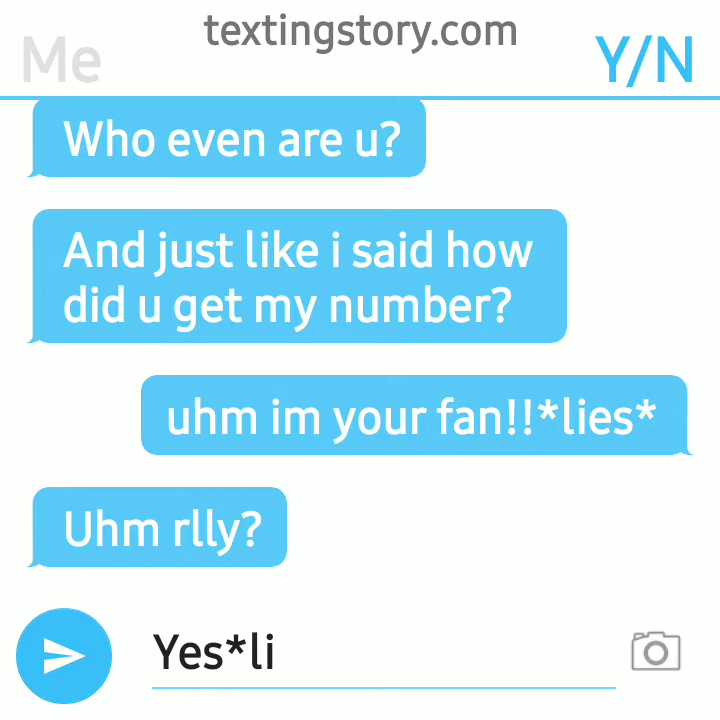 textingstory.com
Me
Y/N
Who even are u?
And just like i said how
did u get my number?
uhm im your fan!!*lies*
Uhm rlly?
Yes*li